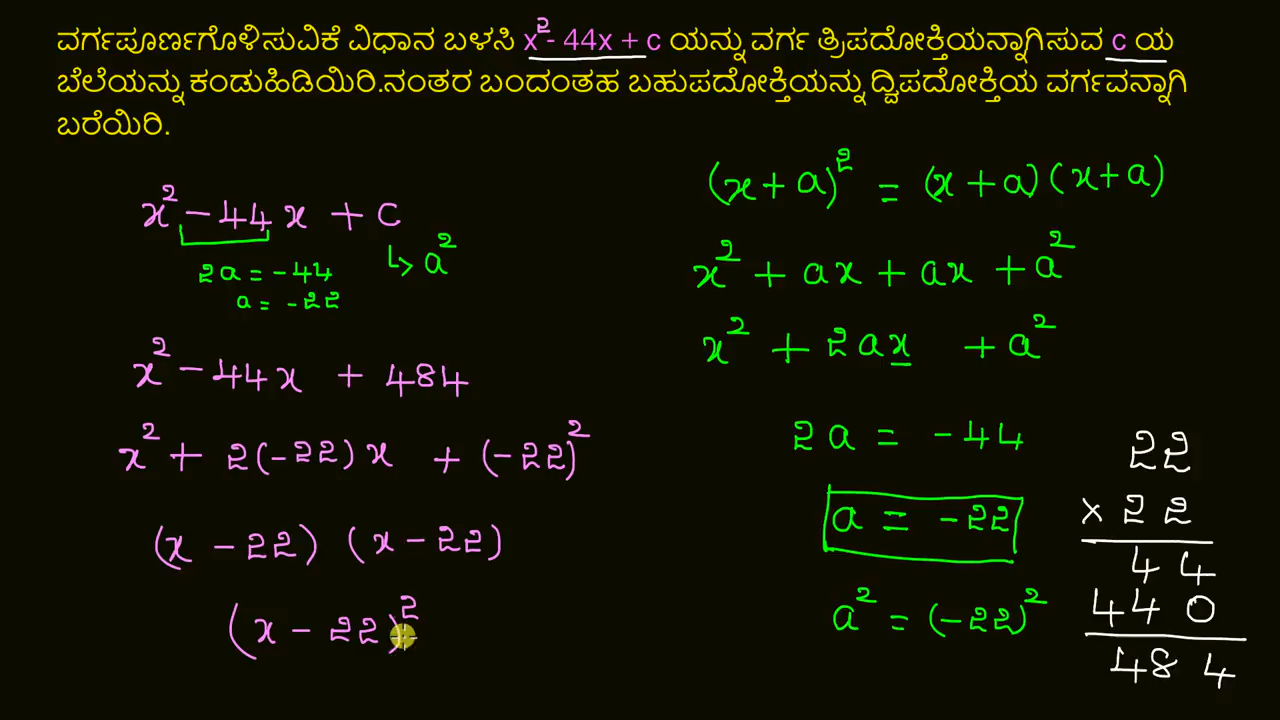 ವರ್ಗಪೂರ್ಣಗೊಳಿಸುವಿಕೆ ವಿಧಾನ ಬಳಸಿ x²- 44x + c ಯನ್ನು ವರ್ಗ ತ್ರಿಪದೋಕ್ತಿಯನ್ನಾಗಿಸುವ c ಯ
ಬೆಲೆಯನ್ನು ಕಂಡುಹಿಡಿಯಿರಿ.ನಂತರ ಬಂದಂತಹ ಬಹುಪದೋಕ್ತಿಯನ್ನು ದ್ವಿಪದೋಕ್ತಿಯ ವರ್ಗವನ್ನಾಗಿ
ಬರೆಯಿರಿ.
x² - 44x + c
↳ a²
2a = -44
a = -22
x² - 44x + 484
x² + 2(-22)x + (-22)²
(x - 22) (x - 22)
(x - 22)²
(x + a)² = (x + a) (x + a)
x² + ax + ax + a²
x² + 2ax + a²
2a = -44
a = -22
a² = (-22)²
22
x 22
44
440
484